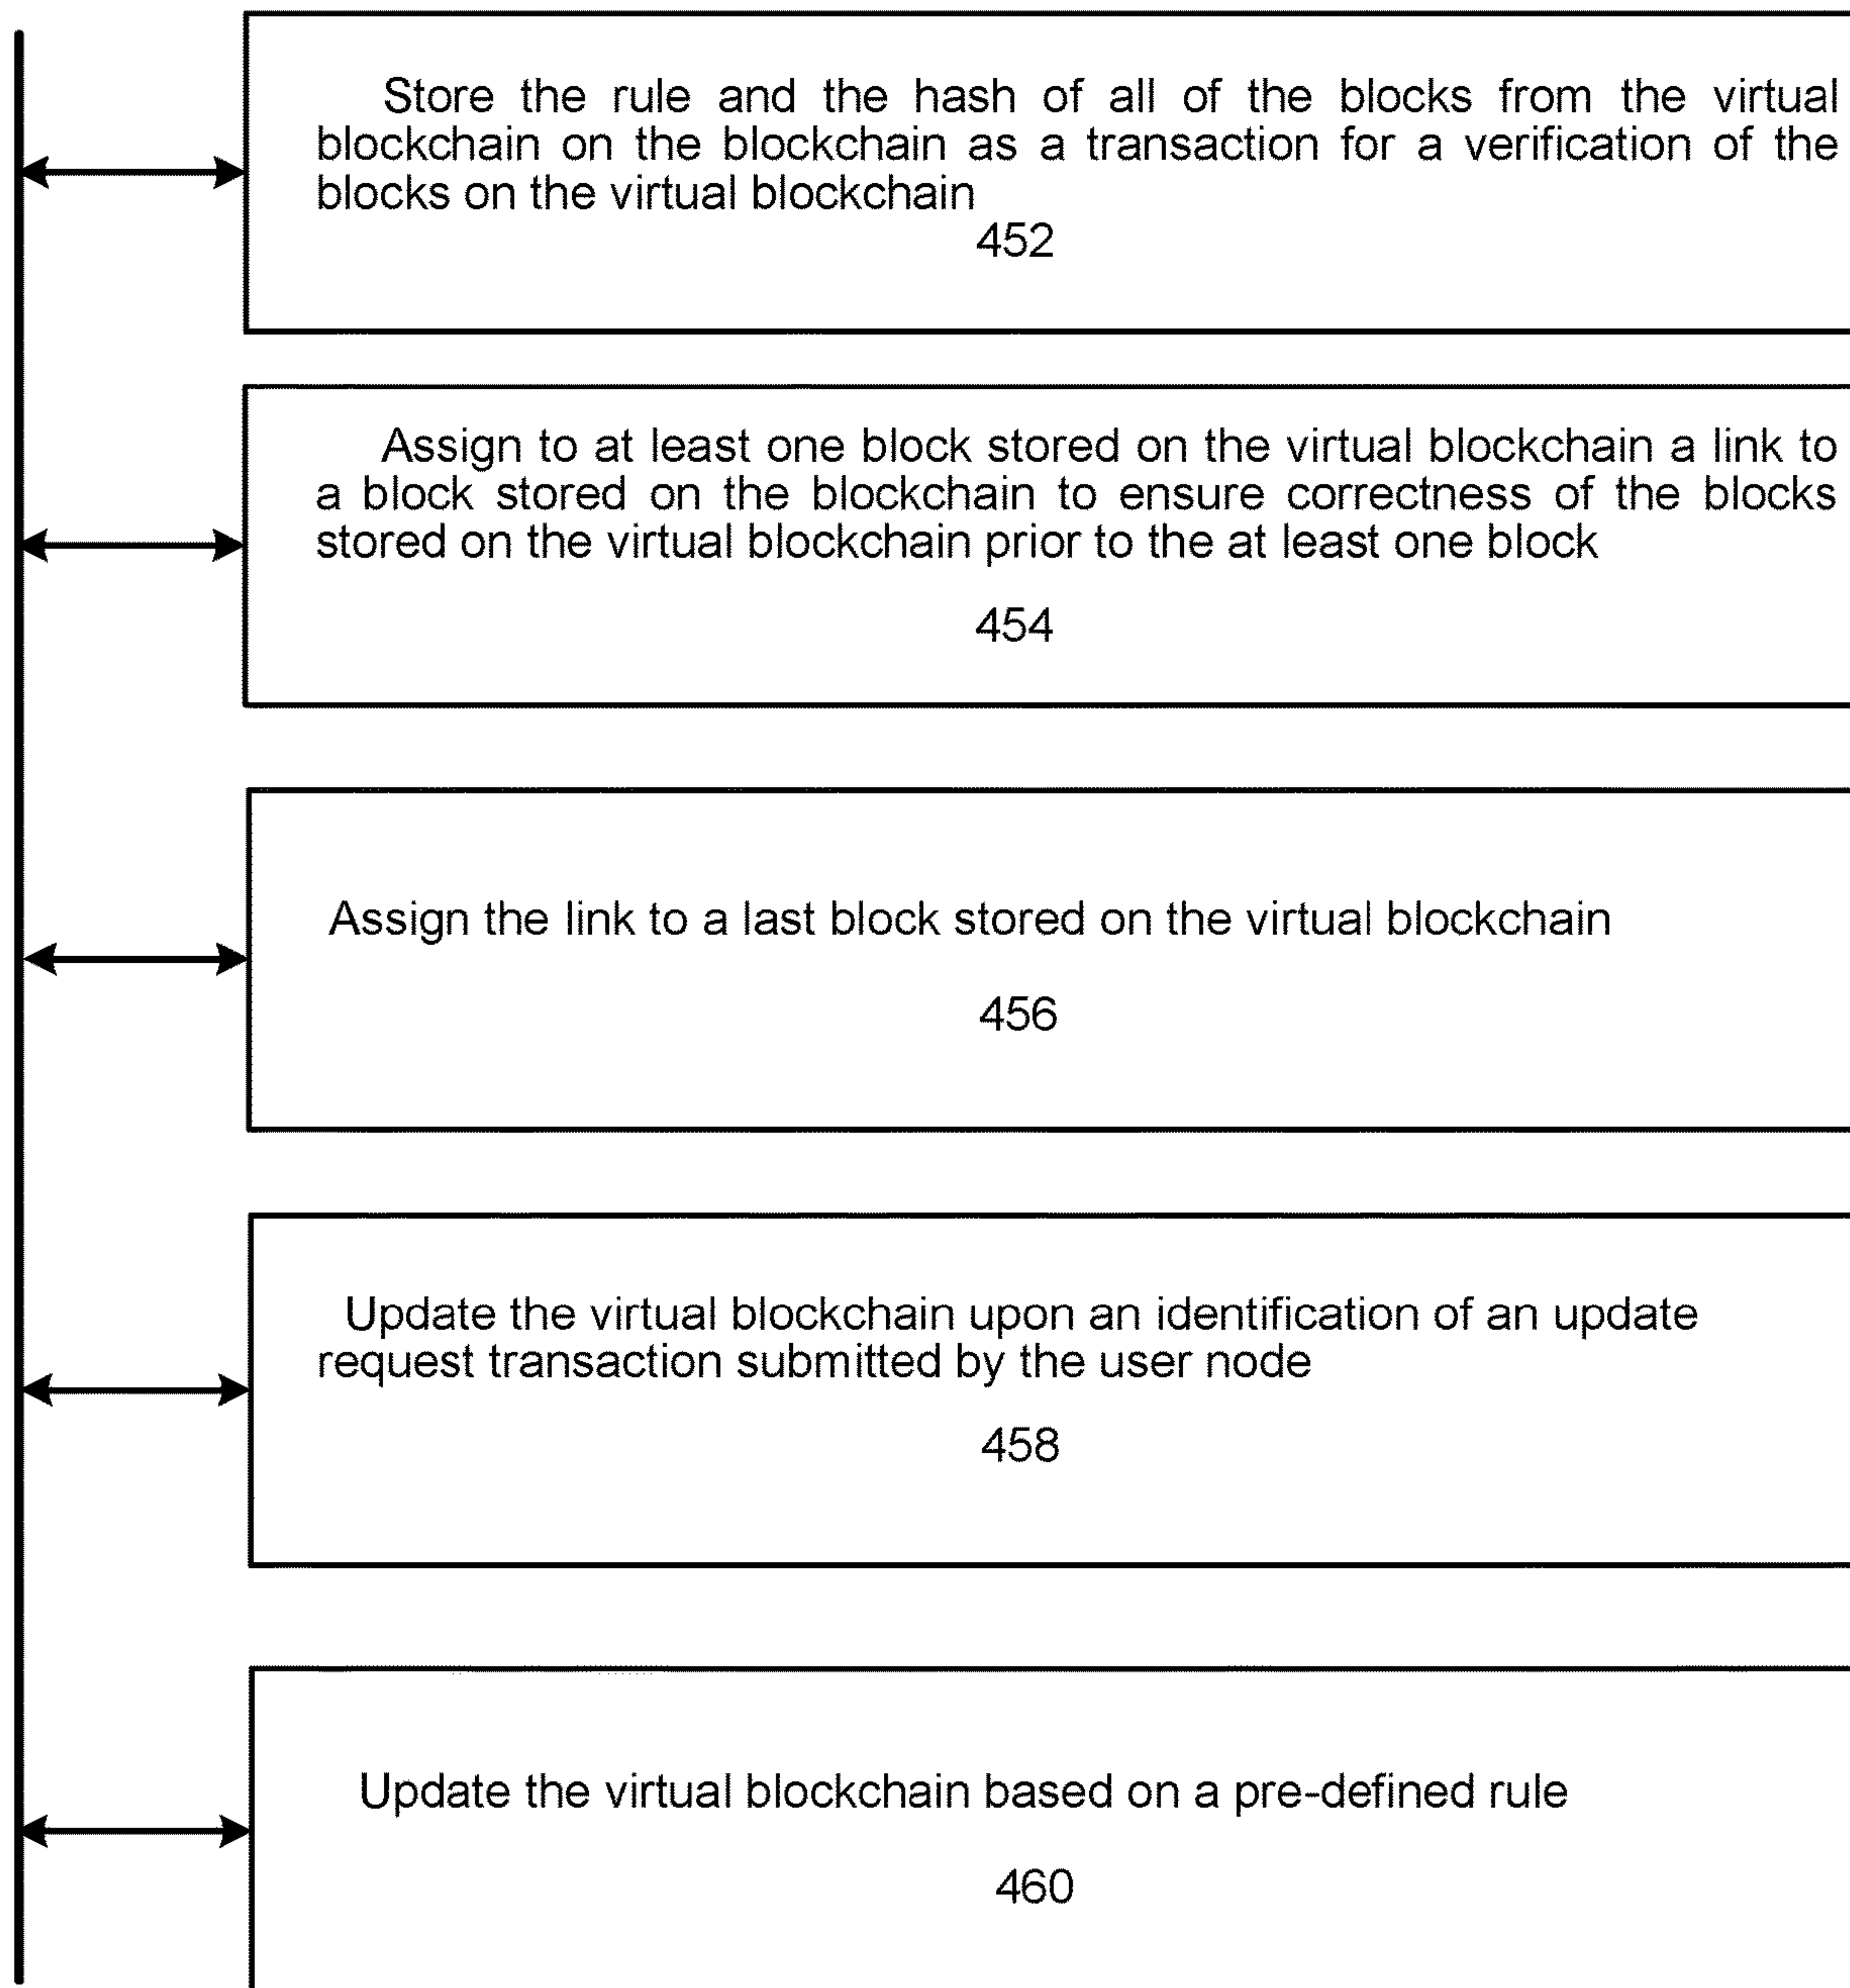 Store the rule and the hash of all of the blocks from the virtual
blockchain on the blockchain as a transaction for a verification of the
blocks on the virtual blockchain
452
Assign to at least one block stored on the virtual blockchain a link to
a block stored on the blockchain to ensure correctness of the blocks
stored on the virtual blockchain prior to the at least one block
454
Assign the link to a last block stored on the virtual blockchain
456
Update the virtual blockchain upon an identification of an update
request transaction submitted by the user node
458
Update the virtual blockchain based on a pre-defined rule
460